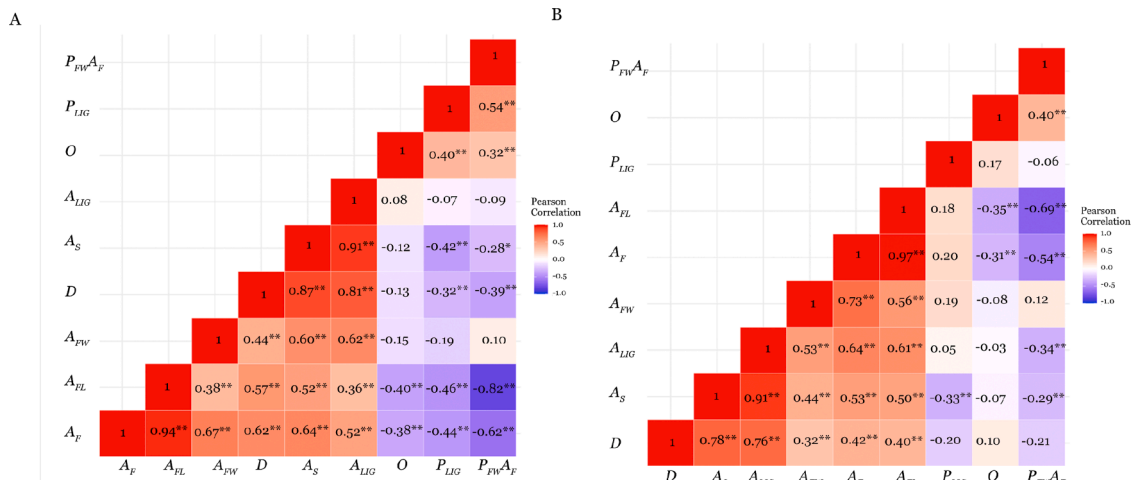 A
P_FW A_F 1
P_LIG 1 0.54**
O 1 0.40** 0.32**
A_LIG 1 0.08 -0.07 -0.09
A_S 1 0.91** -0.12 -0.42** -0.28*
D 1 0.87** 0.81** -0.13 -0.32** -0.39**
A_FW 1 0.44** 0.60** 0.62** -0.15 -0.19 0.10
A_FL 1 0.38** 0.57** 0.52** 0.36** -0.40** -0.46** -0.82**
A_F 1 0.94** 0.67** 0.62** 0.64** 0.52** -0.38** -0.44** -0.62**
A_F A_FL A_FW D A_S A_LIG O P_LIG P_FW A_F
Pearson
Correlation
1.0
0.5
0.0
-0.5
-1.0
B
P_FW A_F 1
O 1 0.40**
P_LIG 1 0.17 -0.06
A_FL 1 0.18 -0.35** -0.69**
A_F 1 0.97** 0.20 -0.31** -0.54**
A_FW 1 0.73** 0.56** 0.19 -0.08 0.12
A_LIG 1 0.53** 0.64** 0.61** 0.05 -0.03 -0.34**
A_S 1 0.91** 0.44** 0.53** 0.50** -0.33** -0.07 -0.29**
D 1 0.78** 0.76** 0.32** 0.42** 0.40** -0.20 0.10 -0.21
D
Pearson
Correlation
1.0
0.5
0.0
-0.5
-1.0